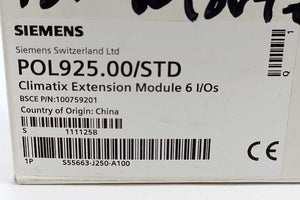 SIEMENS
Siemens Switzerland Ltd
POL925.00/STD
Climatix Extension Module 6 I/Os
BSCE P/N:100759201
Country of Origin: China
S 111125B
1P S55663-J250-A100
1
Q